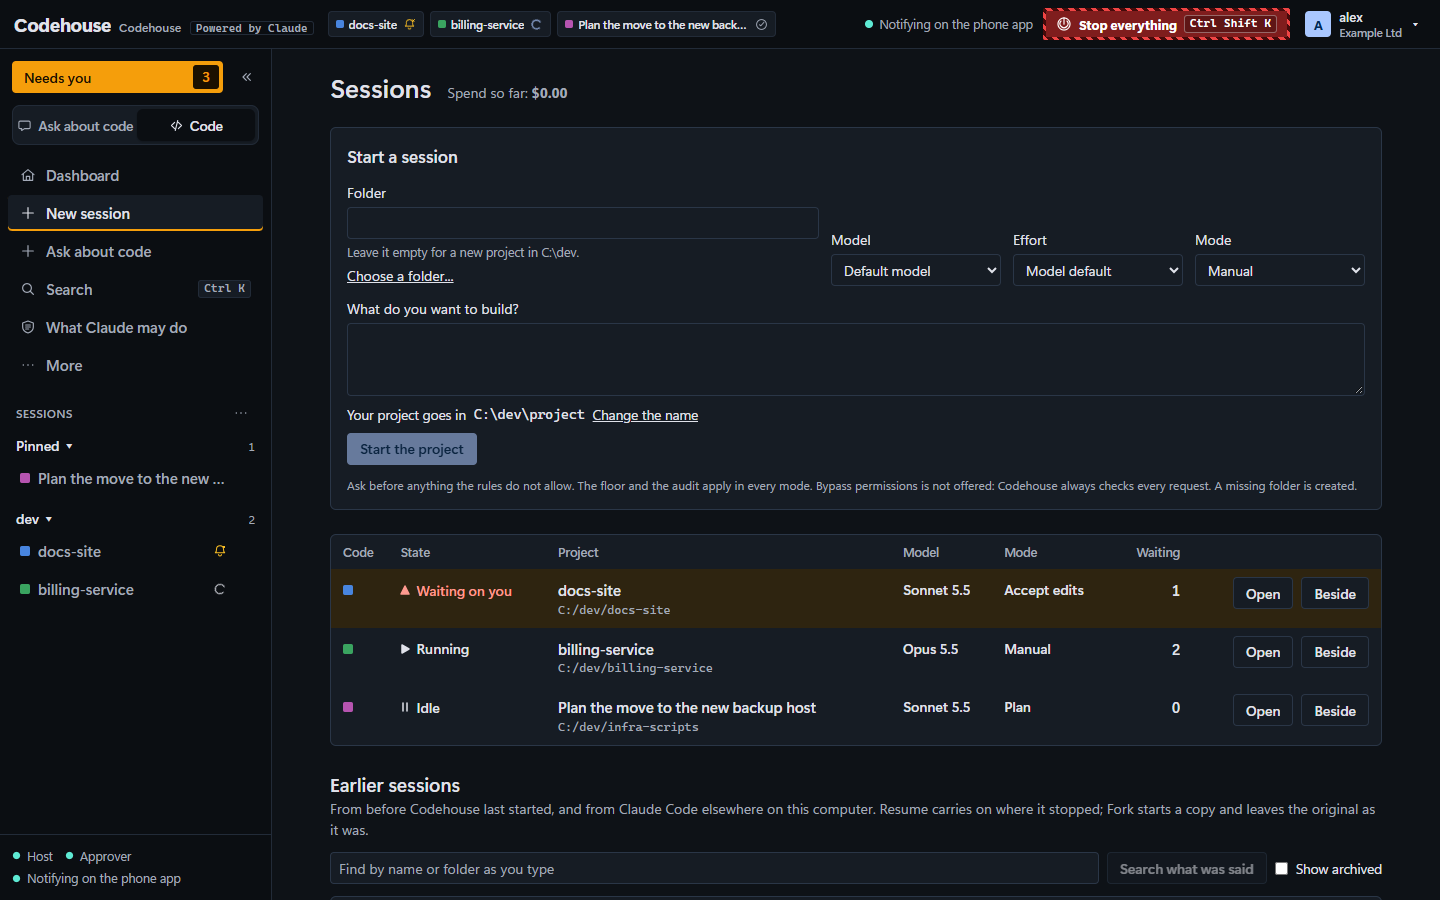 Codehouse Codehouse Powered by Claude docs-site billing-service Plan the move to the new back... Notifying on the phone app Stop everything Ctrl Shift K A alex
Example Ltd
Needs you 3
Ask about code Code
Dashboard
New session
Ask about code
Search Ctrl K
What Claude may do
More
SESSIONS
Pinned 1
Plan the move to the new ...
dev 2
docs-site
billing-service
Host Approver
Notifying on the phone app
Sessions Spend so far: $0.00
Start a session
Folder
Leave it empty for a new project in C:\dev.
Choose a folder...
Model Effort Mode
Default model Model default Manual
What do you want to build?
Your project goes in C:\dev\project Change the name
Start the project
Ask before anything the rules do not allow. The floor and the audit apply in every mode. Bypass permissions is not offered: Codehouse always checks every request. A missing folder is created.
Code State Project Model Mode Waiting
Waiting on you docs-site Sonnet 5.5 Accept edits 1 Open Beside
C:/dev/docs-site
Running billing-service Opus 5.5 Manual 2 Open Beside
C:/dev/billing-service
Idle Plan the move to the new backup host Sonnet 5.5 Plan 0 Open Beside
C:/dev/infra-scripts
Earlier sessions
From before Codehouse last started, and from Claude Code elsewhere on this computer. Resume carries on where it stopped; Fork starts a copy and leaves the original as
it was.
Find by name or folder as you type Search what was said Show archived